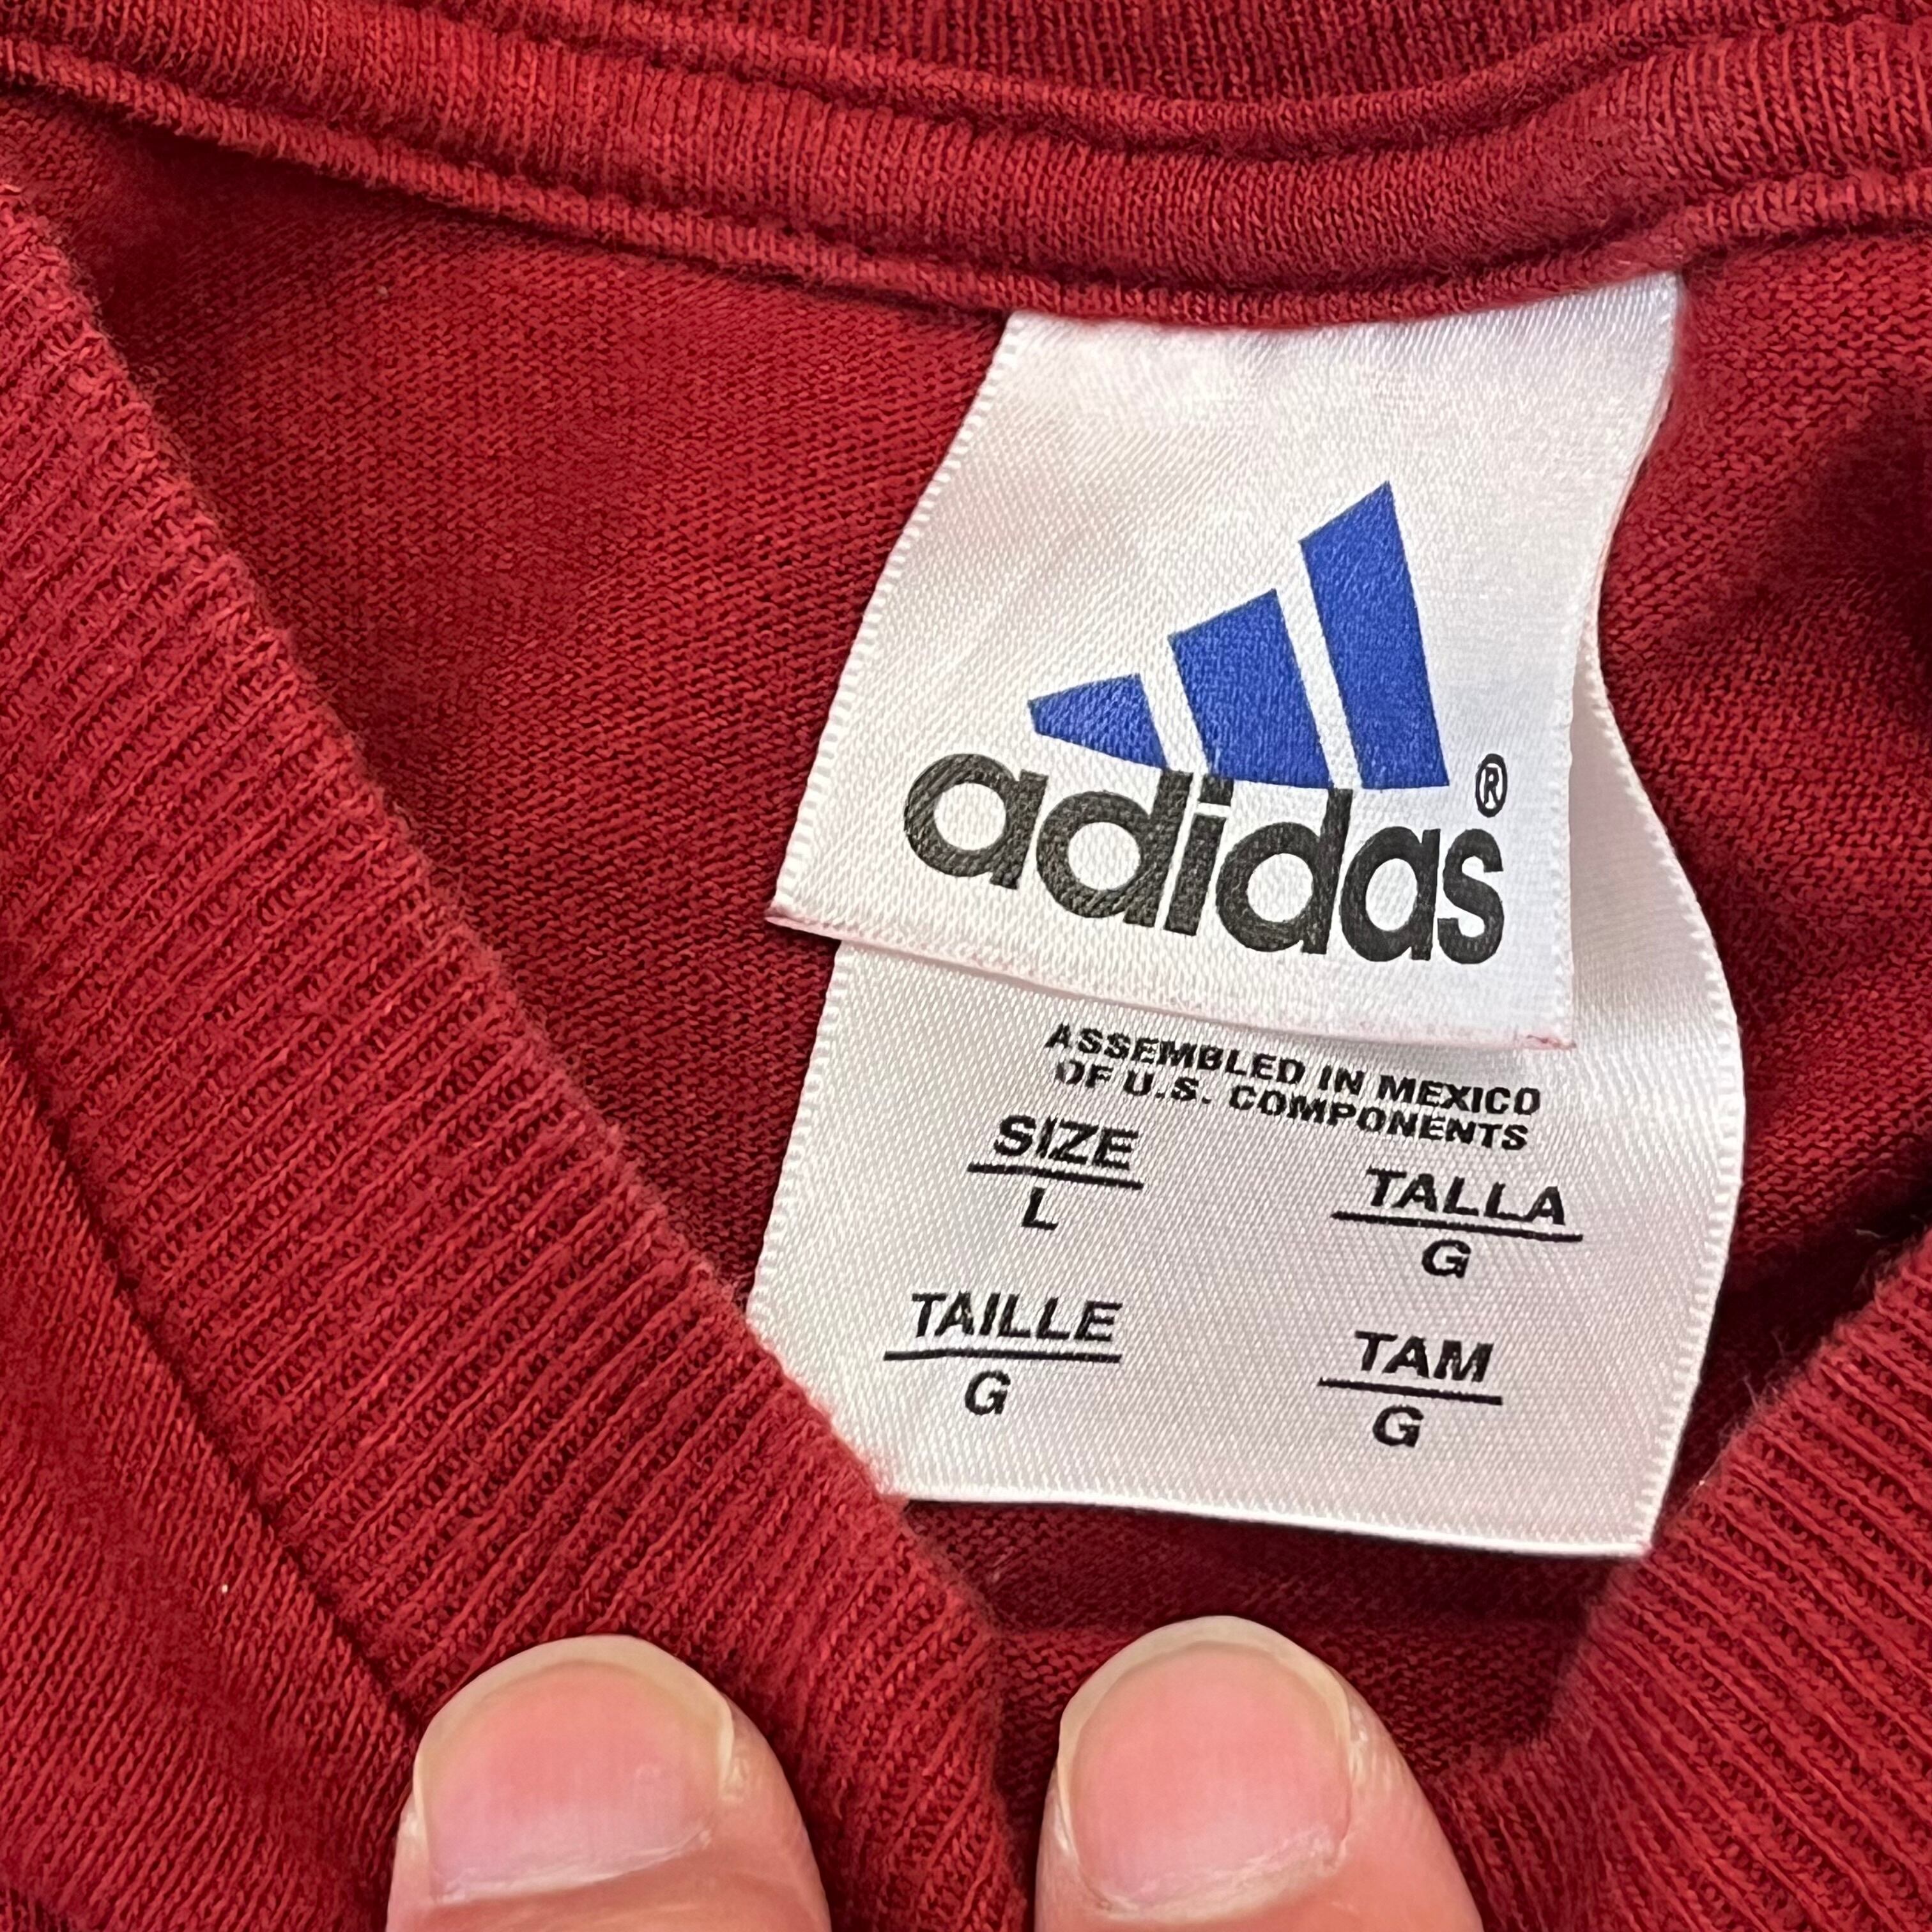 adidas®
ASSEMBLED IN MEXICO
OF U.S. COMPONENTS
SIZE
L
TALLA
G
TAILLE
G
TAM
G